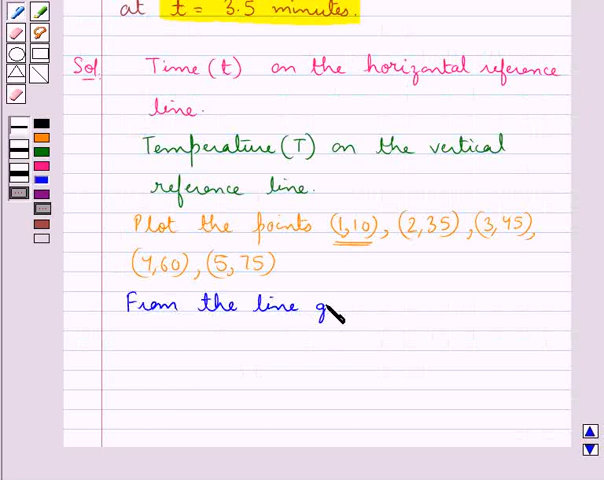 at t = 3.5 minutes.
Sol. Time (t) on the horizontal reference
line.
Temperature (T) on the vertical
reference line.
Plot the points (1,10), (2,35), (3,45),
(4,60), (5,75)
From the line g